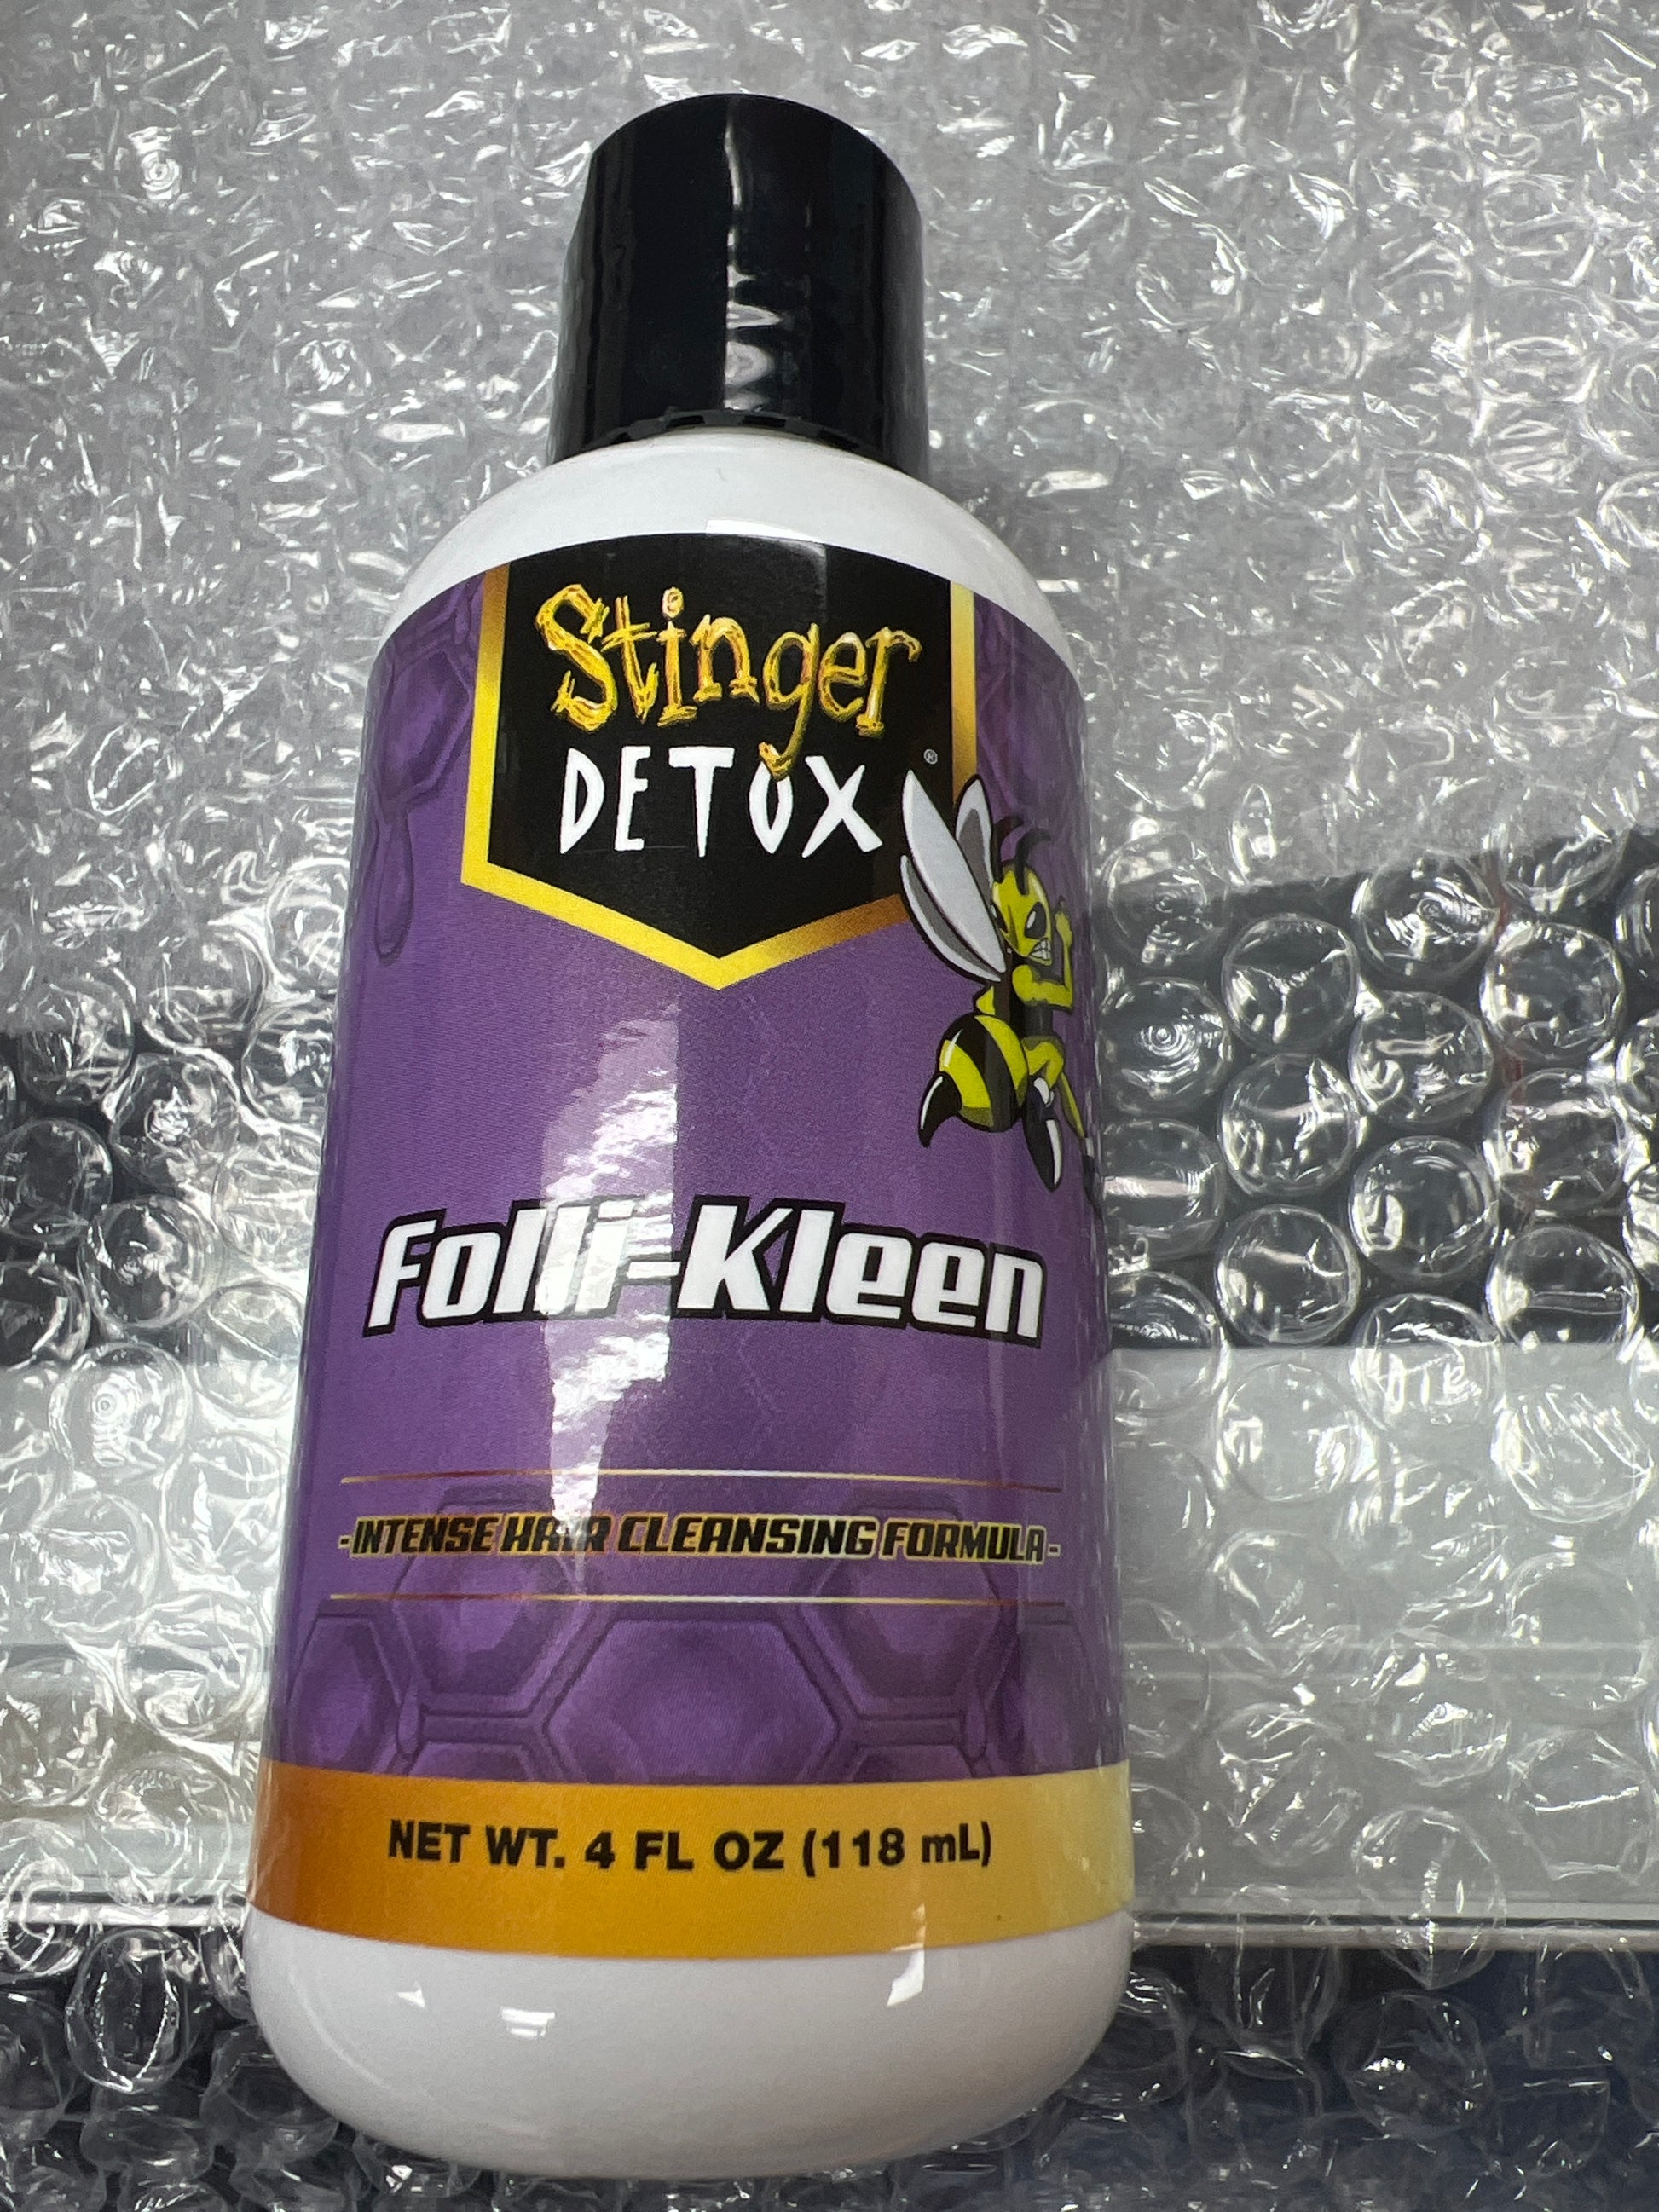 Stinger
DETOX ®
Folli-Kleen
-INTENSE HAIR CLEANSING FORMULA-
NET WT. 4 FL OZ (118 mL)